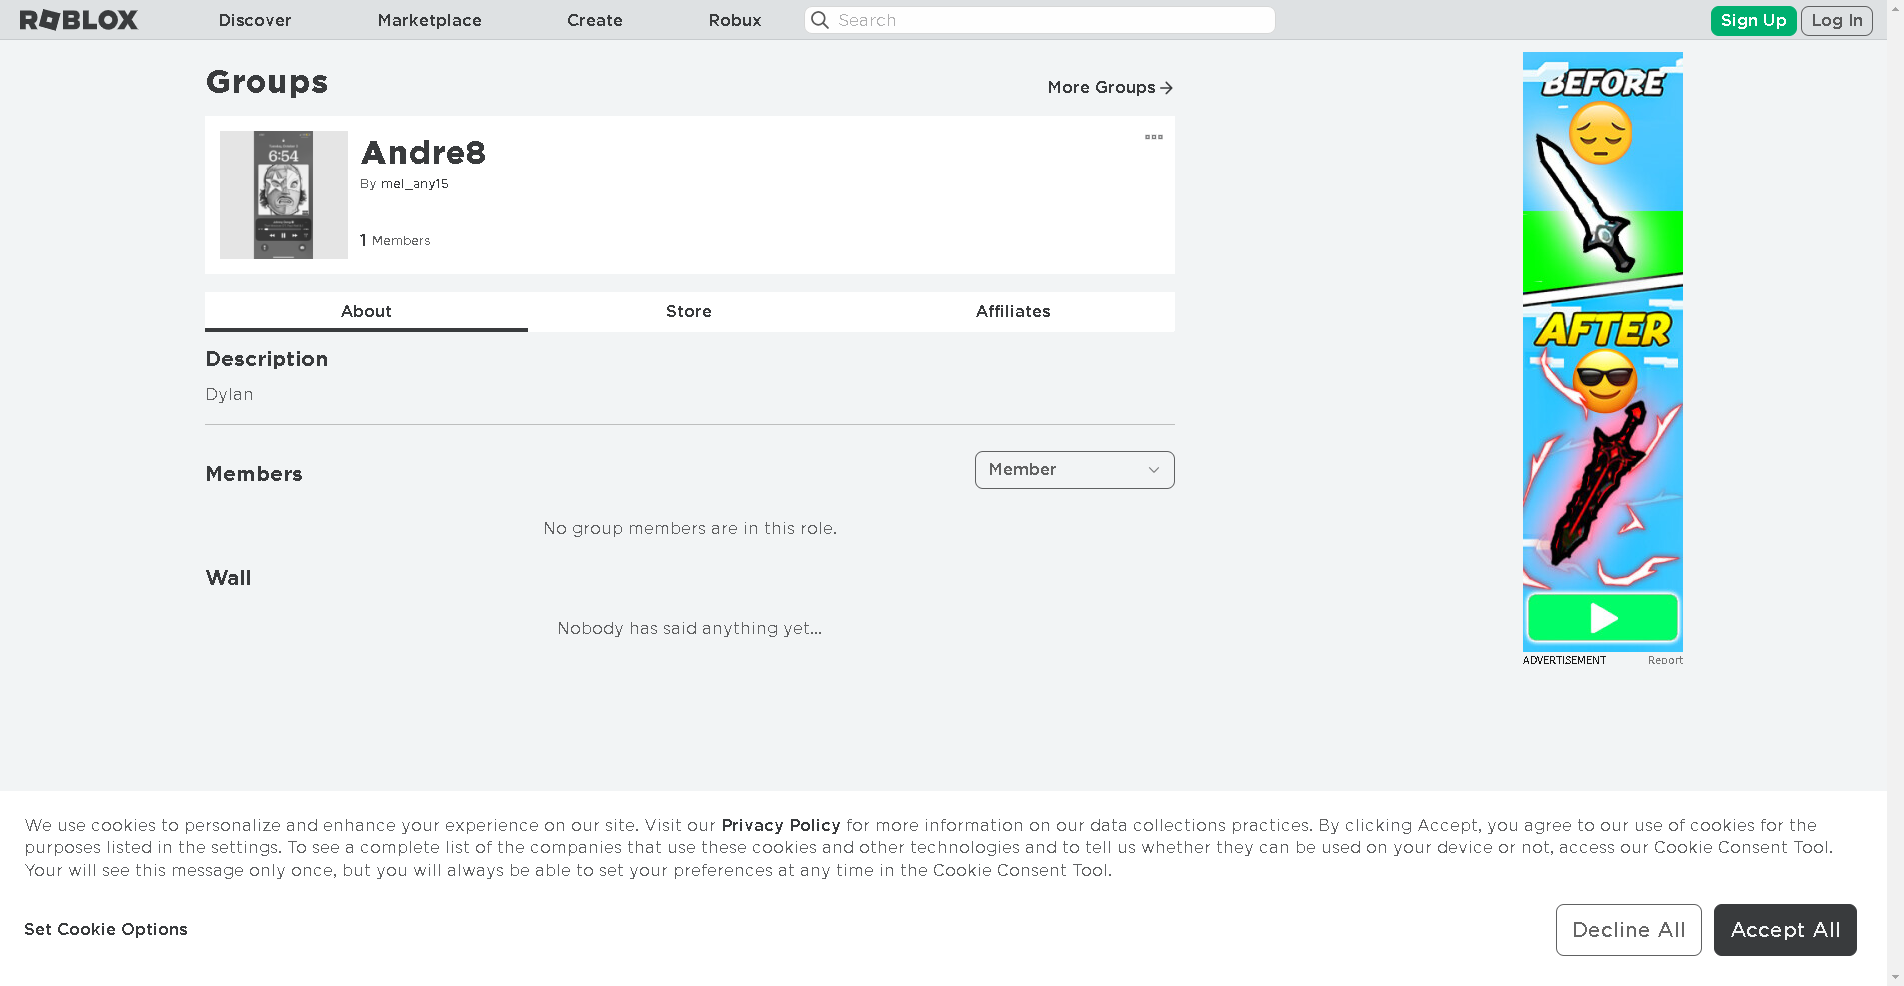 ROBLOX Discover Marketplace Create Robux Search Sign Up Log In
Groups
More Groups
6:54
Andre8
By mel_any15
1 Members
About Store Affiliates
Description
Dylan
Members
Member
No group members are in this role.
Wall
Nobody has said anything yet...
BEFORE
AFTER
ADVERTISEMENT Report
We use cookies to personalize and enhance your experience on our site. Visit our Privacy Policy for more information on our data collections practices. By clicking Accept, you agree to our use of cookies for the
purposes listed in the settings. To see a complete list of the companies that use these cookies and other technologies and to tell us whether they can be used on your device or not, access our Cookie Consent Tool.
Your will see this message only once, but you will always be able to set your preferences at any time in the Cookie Consent Tool.
Set Cookie Options
Decline All
Accept All